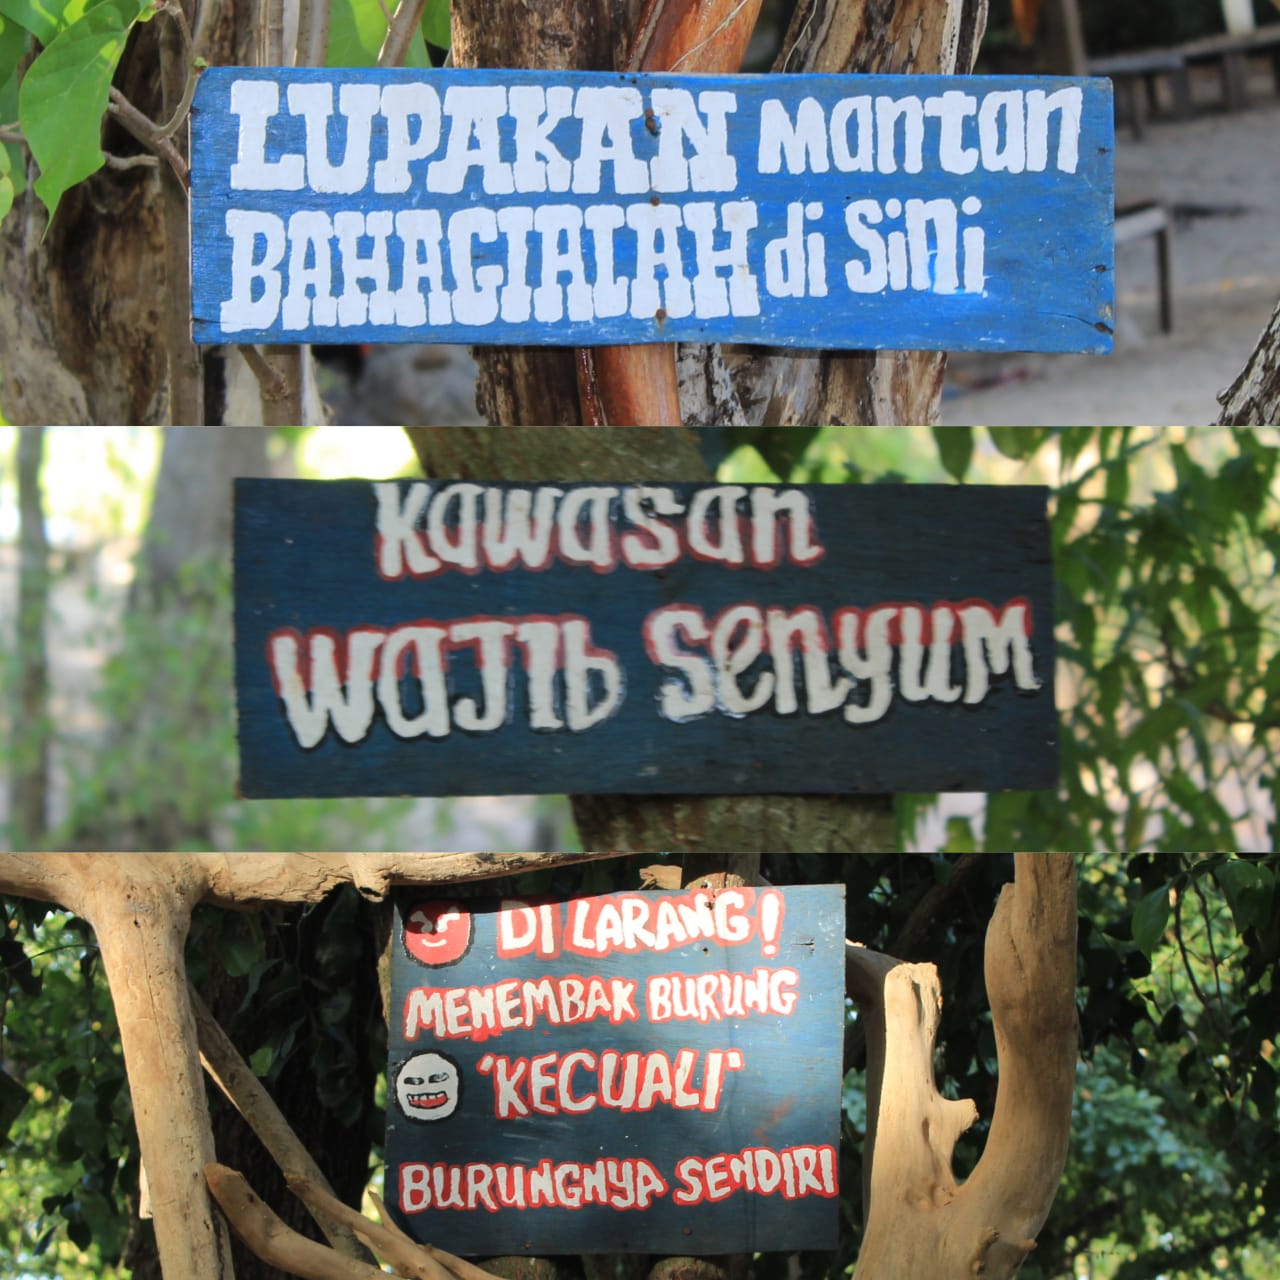 LUPAKAN Mantan
BAHAGIALAH di Sini
Kawasan
WAJIb Senyum
DI LARANG!
MENEMBAK BURUNG
"KECUALI"
BURUNGNYA SENDIRI